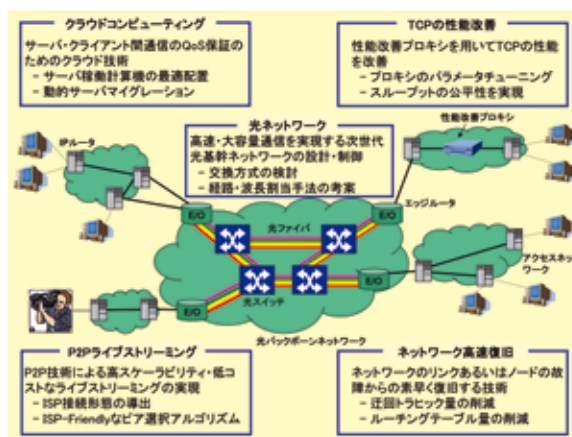 クラウドコンピューティング
サーバ・クライアント間通信のQoS保証の
ためのクラウド技術
－ サーバ稼働計算機の最適配置
－ 動的サーバマイグレーション
TCPの性能改善
性能改善プロキシを用いてTCPの性能
を改善
－ プロキシのパラメータチューニング
－ スループットの公平性を実現
光ネットワーク
高速・大容量通信を実現する次世代
光基幹ネットワークの設計・制御
－ 交換方式の検討
－ 経路・波長割当手法の考案
IPルータ
性能改善プロキシ
E/O
E/O
エッジルータ
光ファイバ
アクセスネッ
トワーク
E/O
E/O
光スイッチ
光バックボーンネットワーク
P2Pライブストリーミング
P2P技術による高スケーラビリティ・低コ
ストなライブストリーミングの実現
－ ISP接続形態の導出
－ ISP-Friendlyなピア選択アルゴリズム
ネットワーク高速復旧
ネットワークのリンクあるいはノードの故
障からの素早く復旧する技術
－ 迂回トラヒック量の削減
－ ルーチングテーブル量の削減